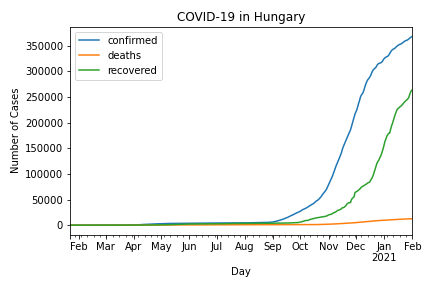 COVID-19 in Hungary
confirmed
deaths
recovered
Number of Cases
350000
300000
250000
200000
150000
100000
50000
0
Feb Mar Apr May Jun Jul Aug Sep Oct Nov Dec Jan Feb
2021
Day